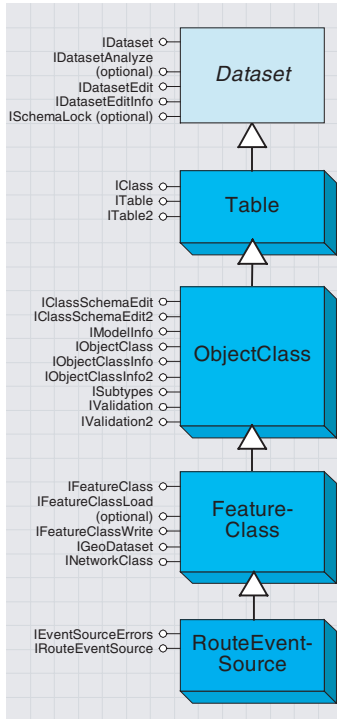 IDataset
IDatasetAnalyze
(optional)
IDatasetEdit
IDatasetEditInfo
ISchemaLock (optional)
Dataset
IClass
ITable
ITable2
Table
IClassSchemaEdit
IClassSchemaEdit2
IModelInfo
IObjectClass
IObjectClassInfo
IObjectClassInfo2
ISubtypes
IValidation
IValidation2
ObjectClass
IFeatureClass
IFeatureClassLoad
(optional)
IFeatureClassWrite
IGeoDataset
INetworkClass
Feature-
Class
IEventSourceErrors
IRouteEventSource
RouteEvent-
Source